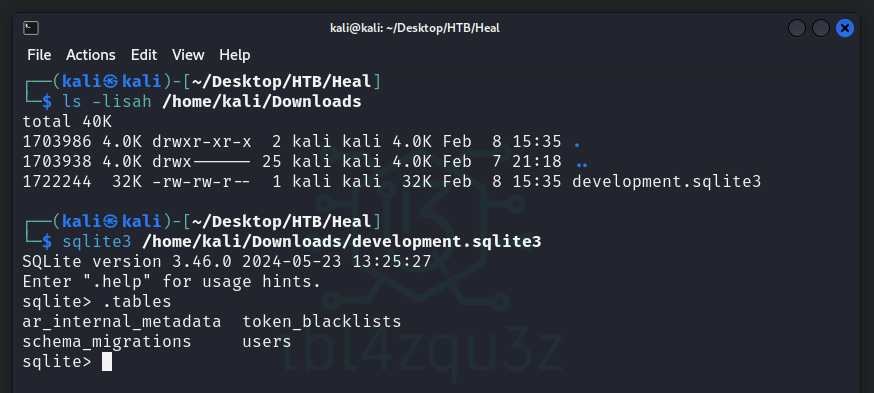 kali@kali: ~/Desktop/HTB/Heal
File Actions Edit View Help
┌──(kali㉿kali)-[~/Desktop/HTB/Heal]
└─$ ls -lisah /home/kali/Downloads
total 40K
1703986 4.0K drwxr-xr-x  2 kali kali 4.0K Feb  8 15:35 .
1703938 4.0K drwx------ 25 kali kali 4.0K Feb  7 21:18 ..
1722244  32K -rw-rw-r--  1 kali kali  32K Feb  8 15:35 development.sqlite3
┌──(kali㉿kali)-[~/Desktop/HTB/Heal]
└─$ sqlite3 /home/kali/Downloads/development.sqlite3
SQLite version 3.46.0 2024-05-23 13:25:27
Enter ".help" for usage hints.
sqlite> .tables
ar_internal_metadata  token_blacklists
schema_migrations     users
sqlite>